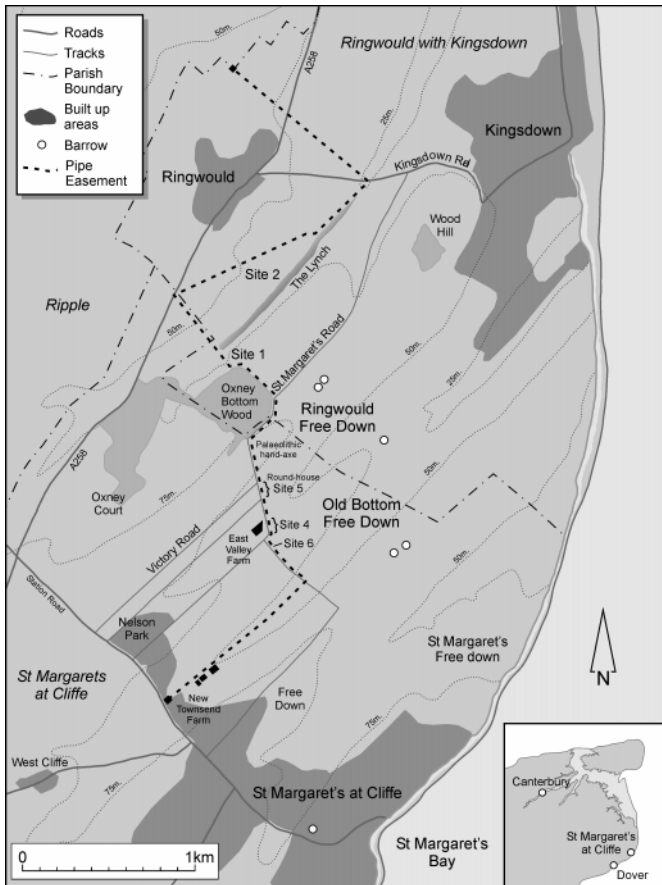 Roads
Tracks
Parish
Boundary
Built up
areas
Barrow
Pipe
Easement
50m.
A258
Ringwould with Kingsdown
25m.
Kingsdown
Kingsdown Rd
Ringwould
Wood
Hill
The Lynch
Site 2
Ripple
50m.
50m.
25m.
Site 1
St Margaret's Road
Oxney
Bottom
Wood
Ringwould
Free Down
Palaeolithic
hand-axe
50m.
A258
75m.
Oxney
Court
Round-house
Site 5
Old Bottom
Free Down
Site 4
Site 6
East
Valley
Farm
Victory Road
50m.
Station Road
Nelson
Park
St Margaret's
Free down
N
St Margarets
at Cliffe
New
Townsend
Farm
Free
Down
75m.
West Cliffe
75m.
St Margaret's at Cliffe
St Margaret's
Bay
0 1km
Canterbury
St Margaret's
at Cliffe
Dover